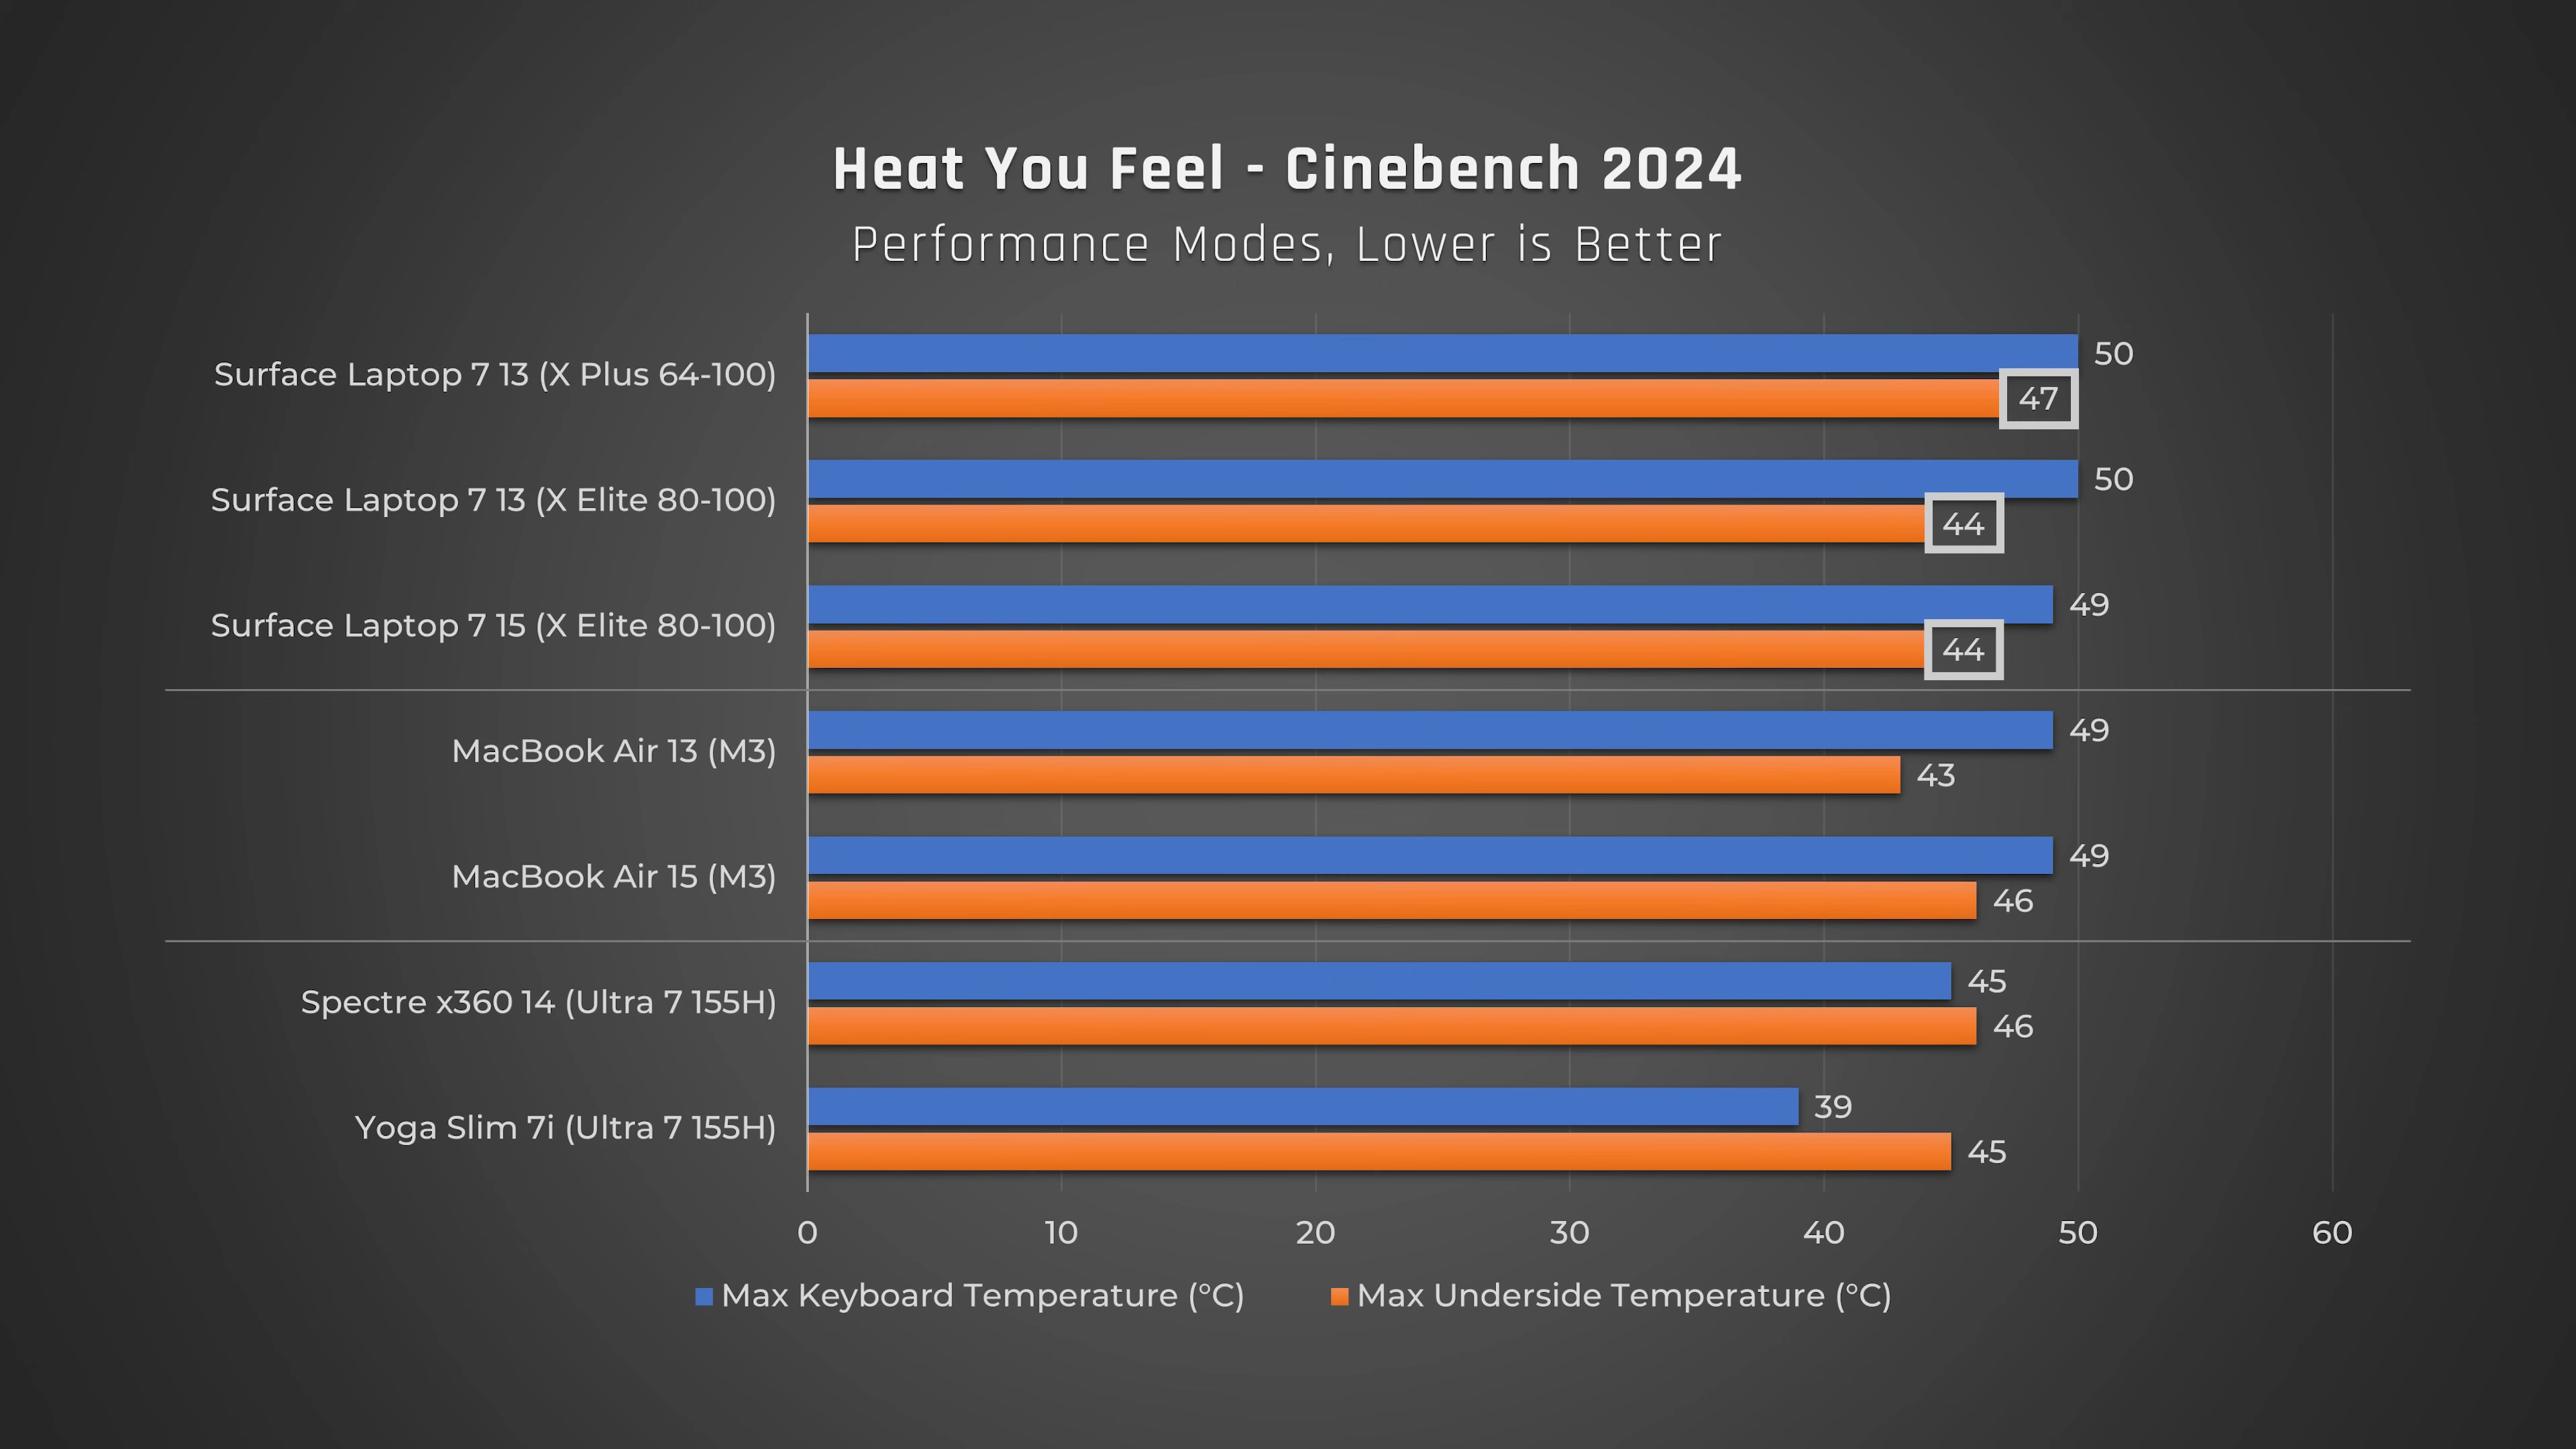 Heat You Feel - Cinebench 2024
Performance Modes, Lower is Better
Surface Laptop 7 13 (X Plus 64-100)
50
47
Surface Laptop 7 13 (X Elite 80-100)
50
44
Surface Laptop 7 15 (X Elite 80-100)
49
44
MacBook Air 13 (M3)
49
43
MacBook Air 15 (M3)
49
46
Spectre x360 14 (Ultra 7 155H)
45
46
Yoga Slim 7i (Ultra 7 155H)
39
45
0 10 20 30 40 50 60
Max Keyboard Temperature (°C) Max Underside Temperature (°C)